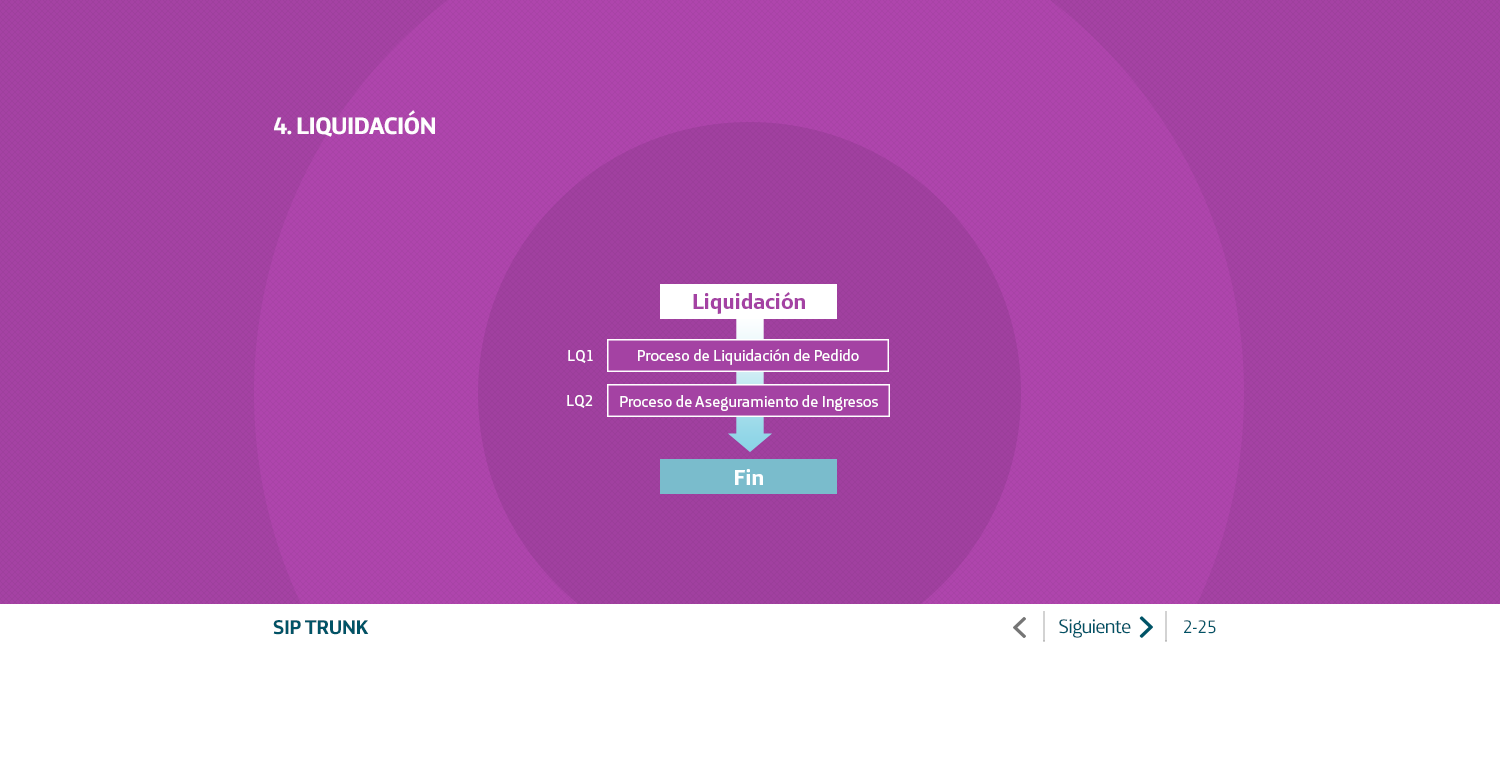 4. LIQUIDACIÓN
Liquidación
LQ1 Proceso de Liquidación de Pedido
LQ2 Proceso de Aseguramiento de Ingresos
Fin
SIP TRUNK
Siguiente
2-25